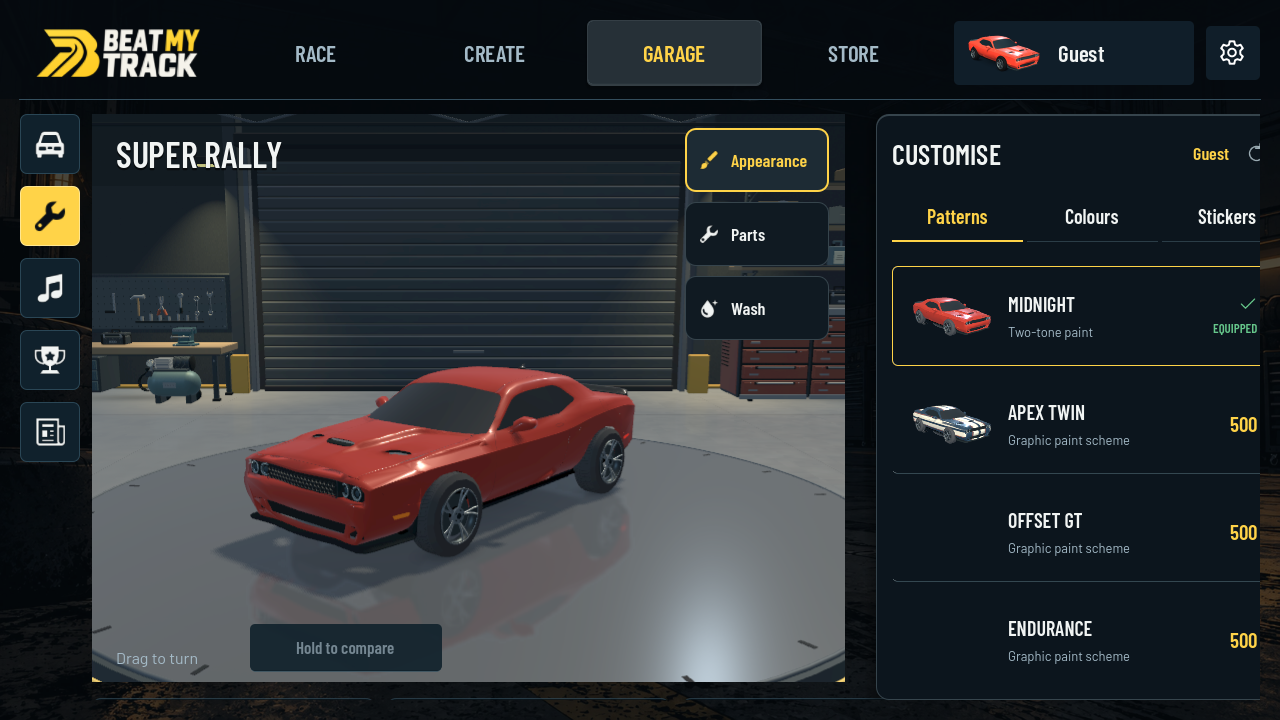 BEAT MY TRACK
RACE
CREATE
GARAGE
STORE
Guest
SUPER RALLY
Appearance
Parts
Wash
Drag to turn
Hold to compare
CUSTOMISE
Guest
Patterns
Colours
Stickers
MIDNIGHT
Two-tone paint
EQUIPPED
APEX TWIN
Graphic paint scheme
500
OFFSET GT
Graphic paint scheme
500
ENDURANCE
Graphic paint scheme
500